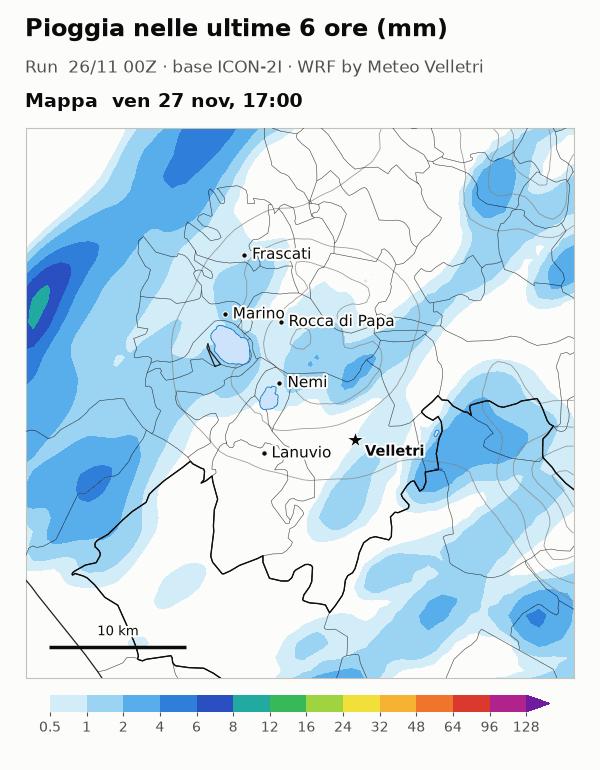 Pioggia nelle ultime 6 ore (mm)
Run  26/11 00Z · base ICON-2I · WRF by Meteo Velletri
Mappa  ven 27 nov, 17:00
Frascati
Marino
Rocca di Papa
Nemi
Velletri
Lanuvio
10 km
0.5 1 2 4 6 8 12 16 24 32 48 64 96 128